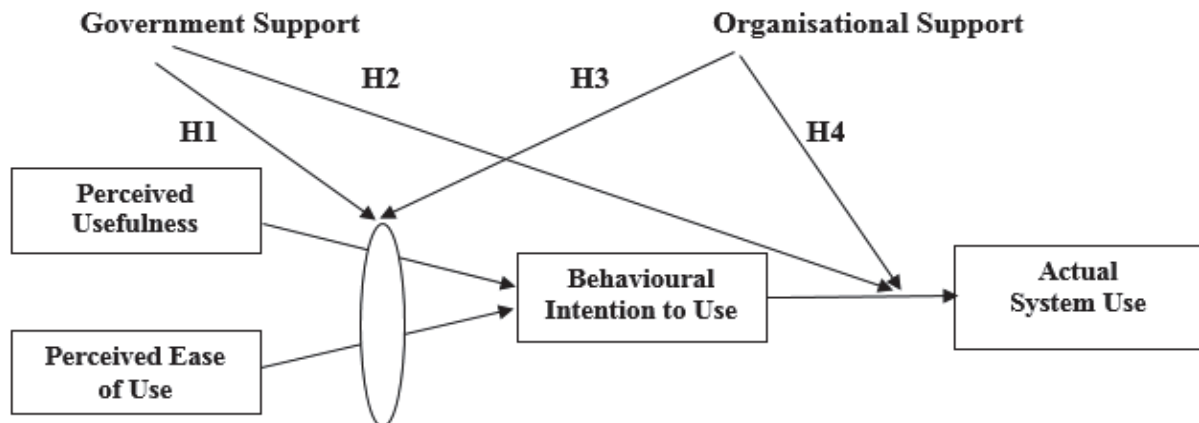 Government Support
Organisational Support
H2
H3
H1
H4
Perceived
Usefulness
Behavioural
Intention to Use
Actual
System Use
Perceived Ease
of Use